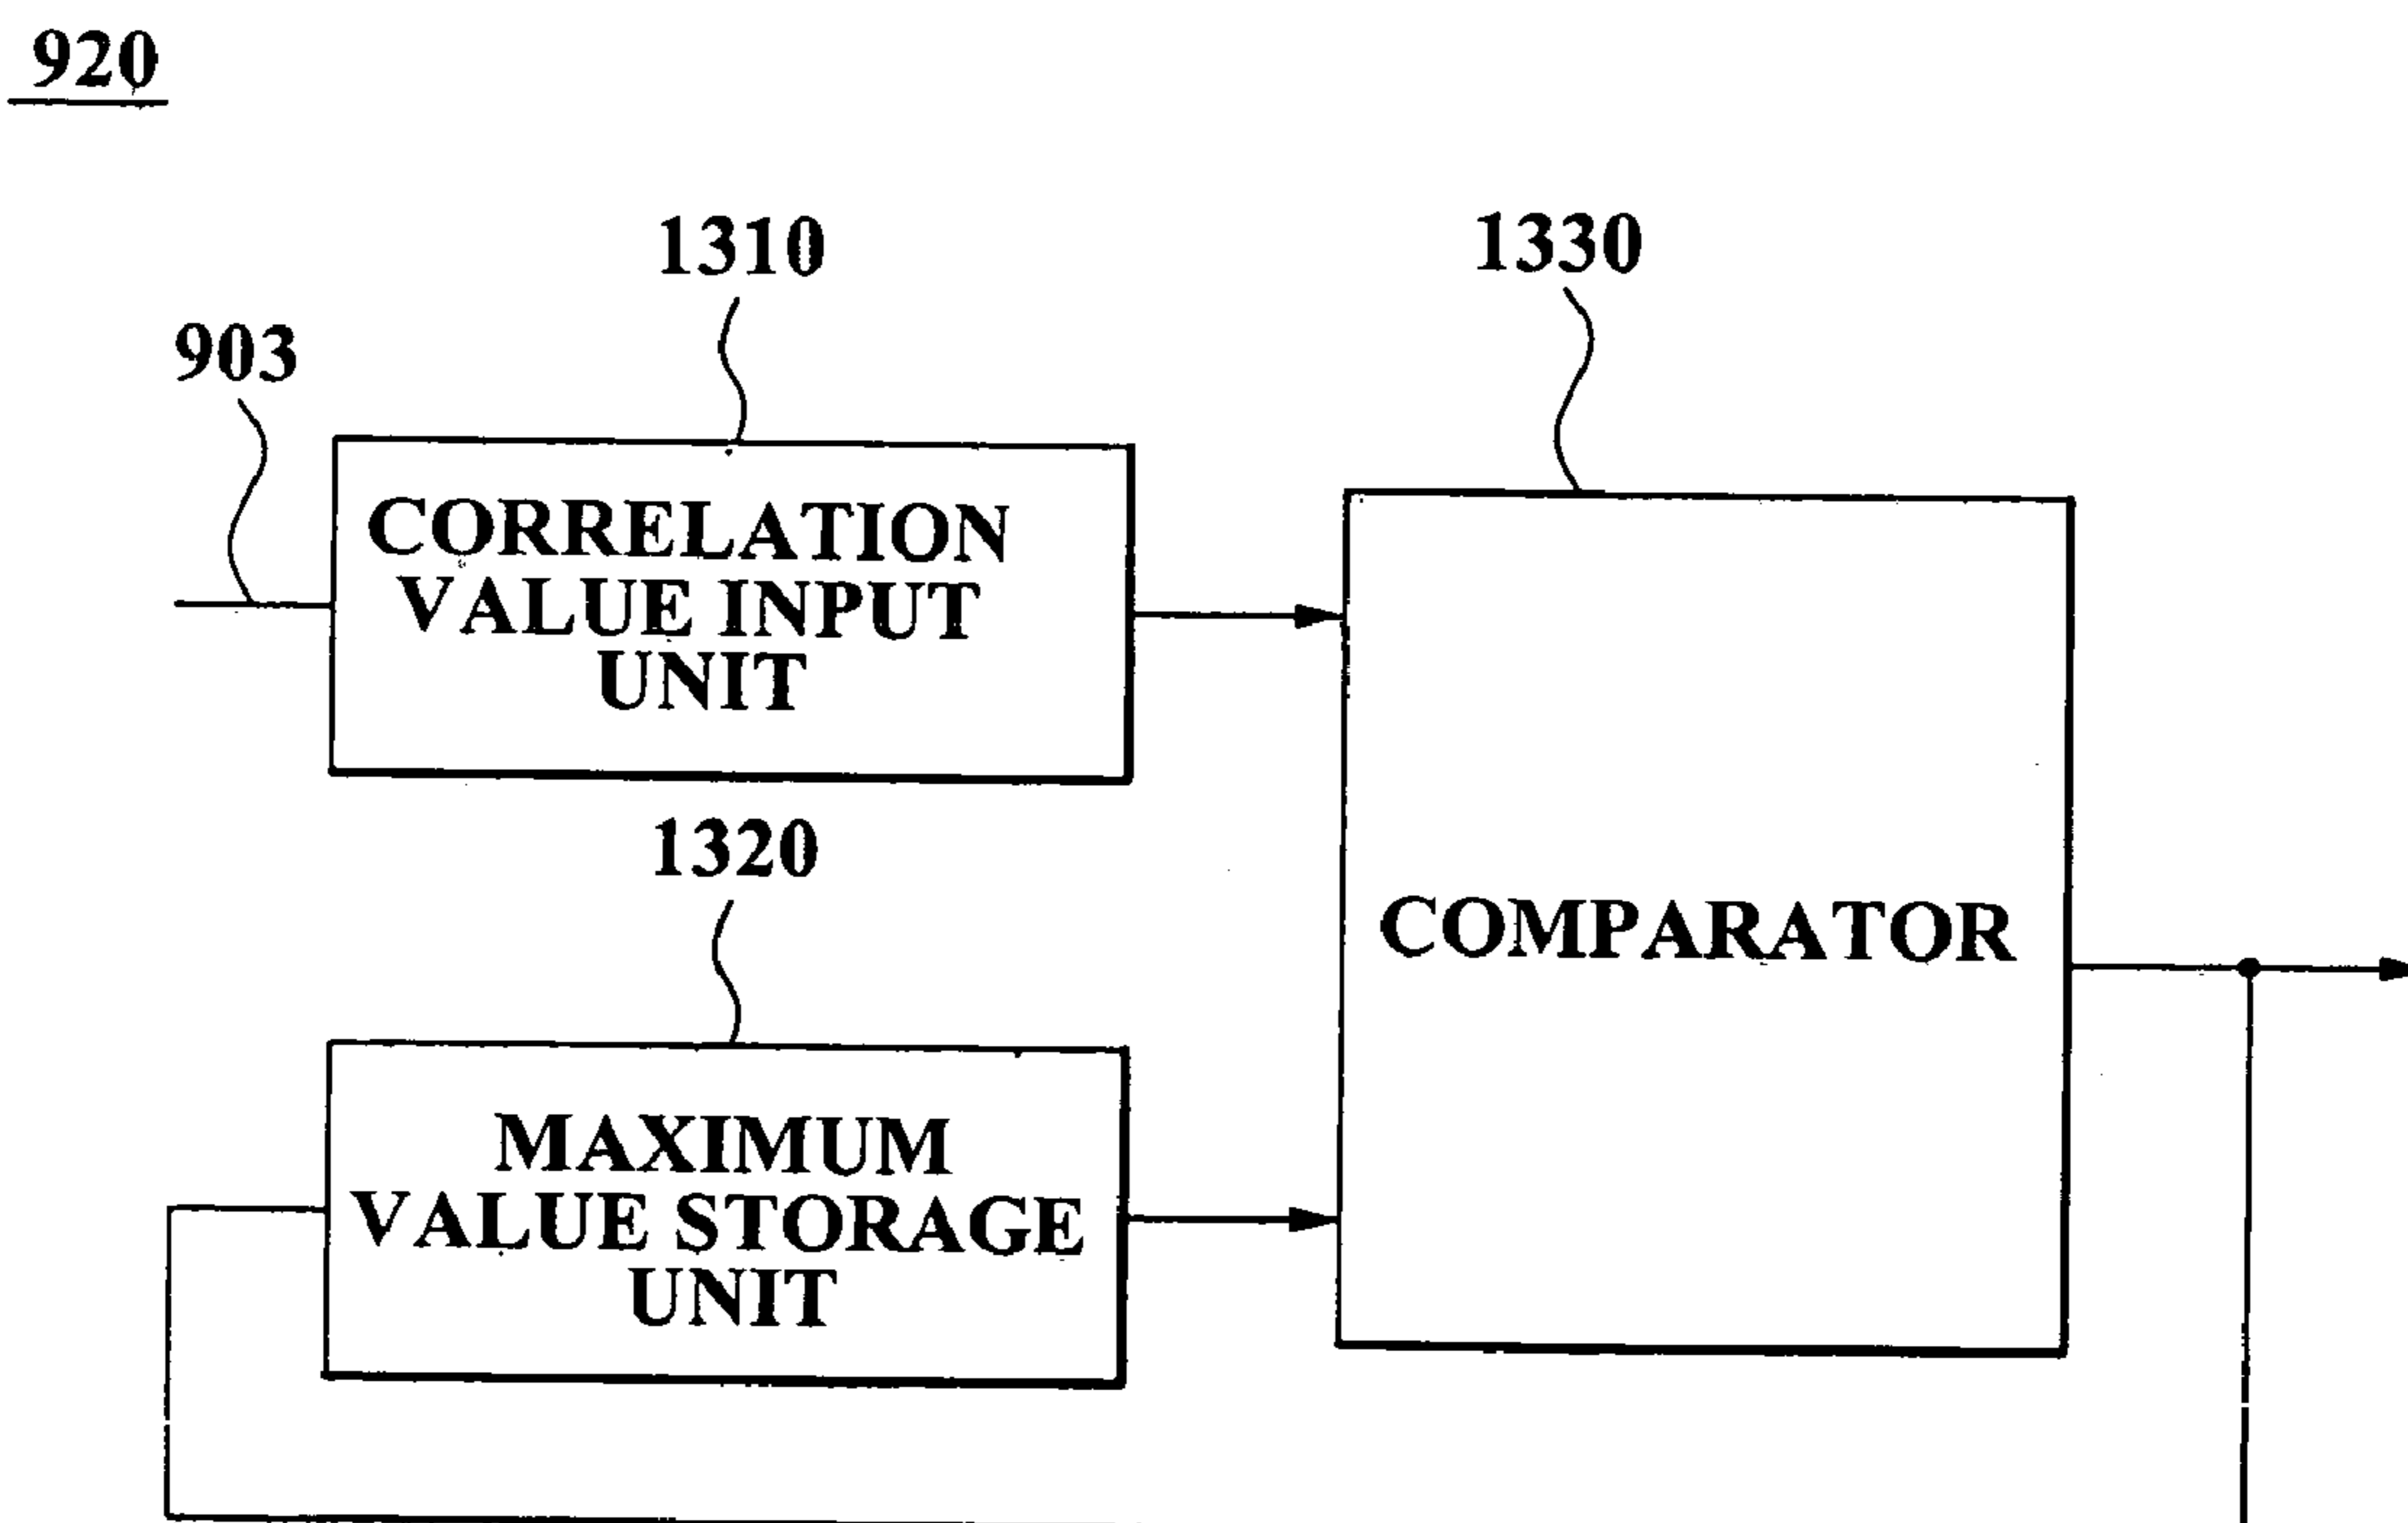 920
1310
1330
903
CORRELATION
VALUE INPUT
UNIT
1320
COMPARATOR
MAXIMUM
VALUE STORAGE
UNIT